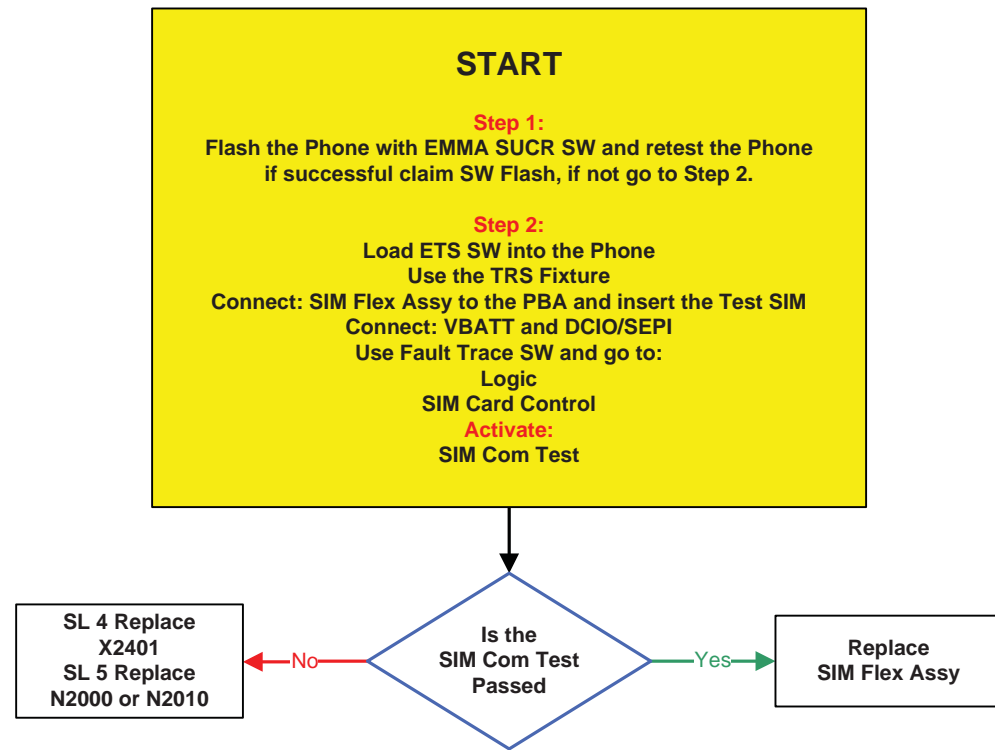 START
Step 1:
Flash the Phone with EMMA SUCR SW and retest the Phone
if successful claim SW Flash, if not go to Step 2.
Step 2:
Load ETS SW into the Phone
Use the TRS Fixture
Connect: SIM Flex Assy to the PBA and insert the Test SIM
Connect: VBATT and DCIO/SEPI
Use Fault Trace SW and go to:
Logic
SIM Card Control
Activate:
SIM Com Test
Is the
SIM Com Test
Passed
No
SL 4 Replace
X2401
SL 5 Replace
N2000 or N2010
Yes
Replace
SIM Flex Assy